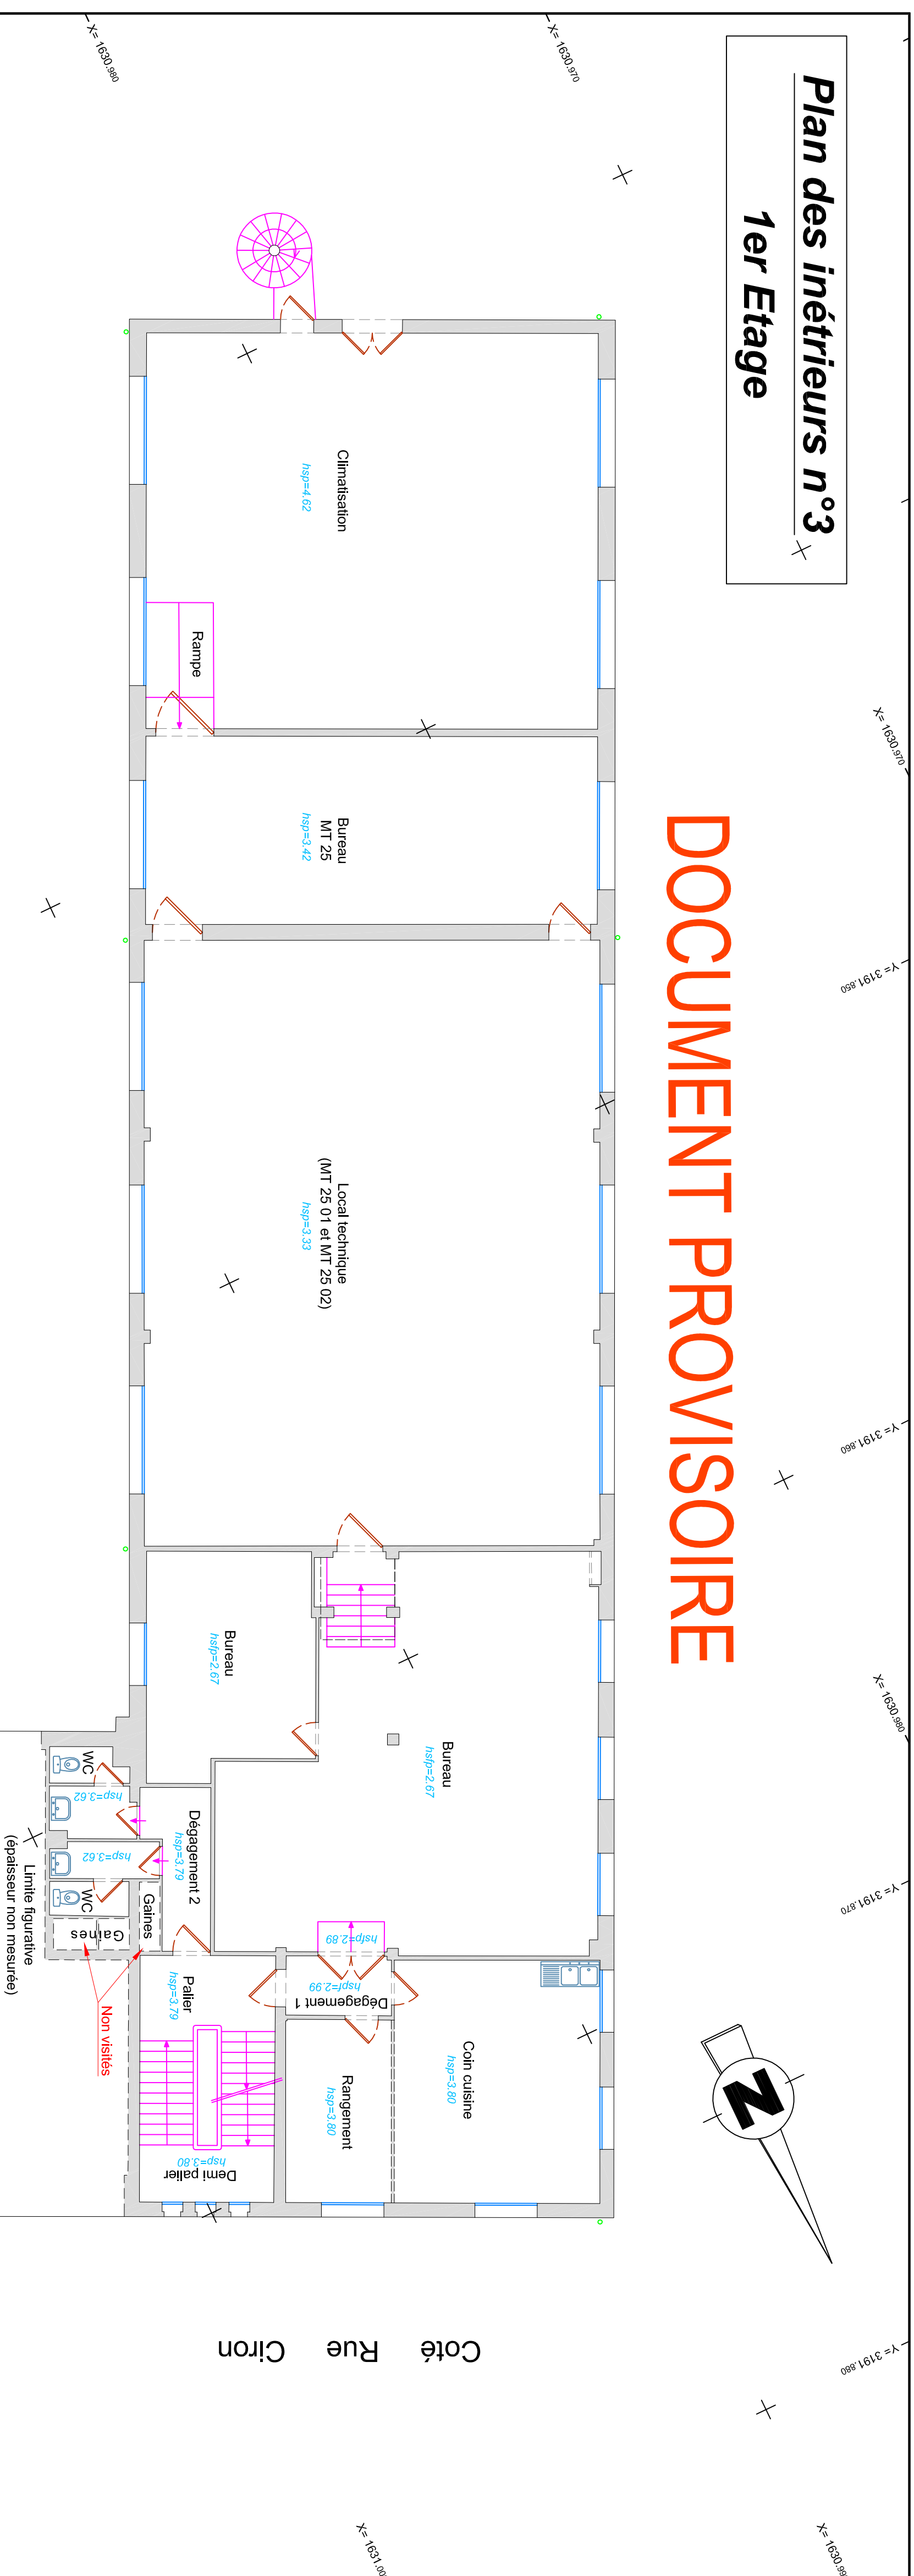 Plan des inétrieurs n°3
1er Etage
DOCUMENT PROVISOIRE
X= 1630.980
X= 1630.970
X= 1630.970
Y= 3191.850
Y= 3191.860
X= 1630.980
Y= 3191.870
Y= 3191.880
X= 1630.99
X= 1631.00
Climatisation
hsp=4.62
Rampe
Bureau
MT 25
hsp=3.42
Local technique
(MT 25 01 et MT 25 02)
hsp=3.33
Bureau
hsfp=2.67
Bureau
hsfp=2.67
WC
hsp=3.62
hsp=3.62
WC
Gaines
Gaines
Dégagement 2
hsp=3.79
hsfp=2.89
Dégagement 1
hsfp=2.99
Palier
hsp=3.79
Coin cuisine
hsp=3.80
Rangement
hsp=3.80
Demi palier
hsp=3.80
Non visités
Limite figurative
(épaisseur non mesurée)
N
Coté Rue Ciron